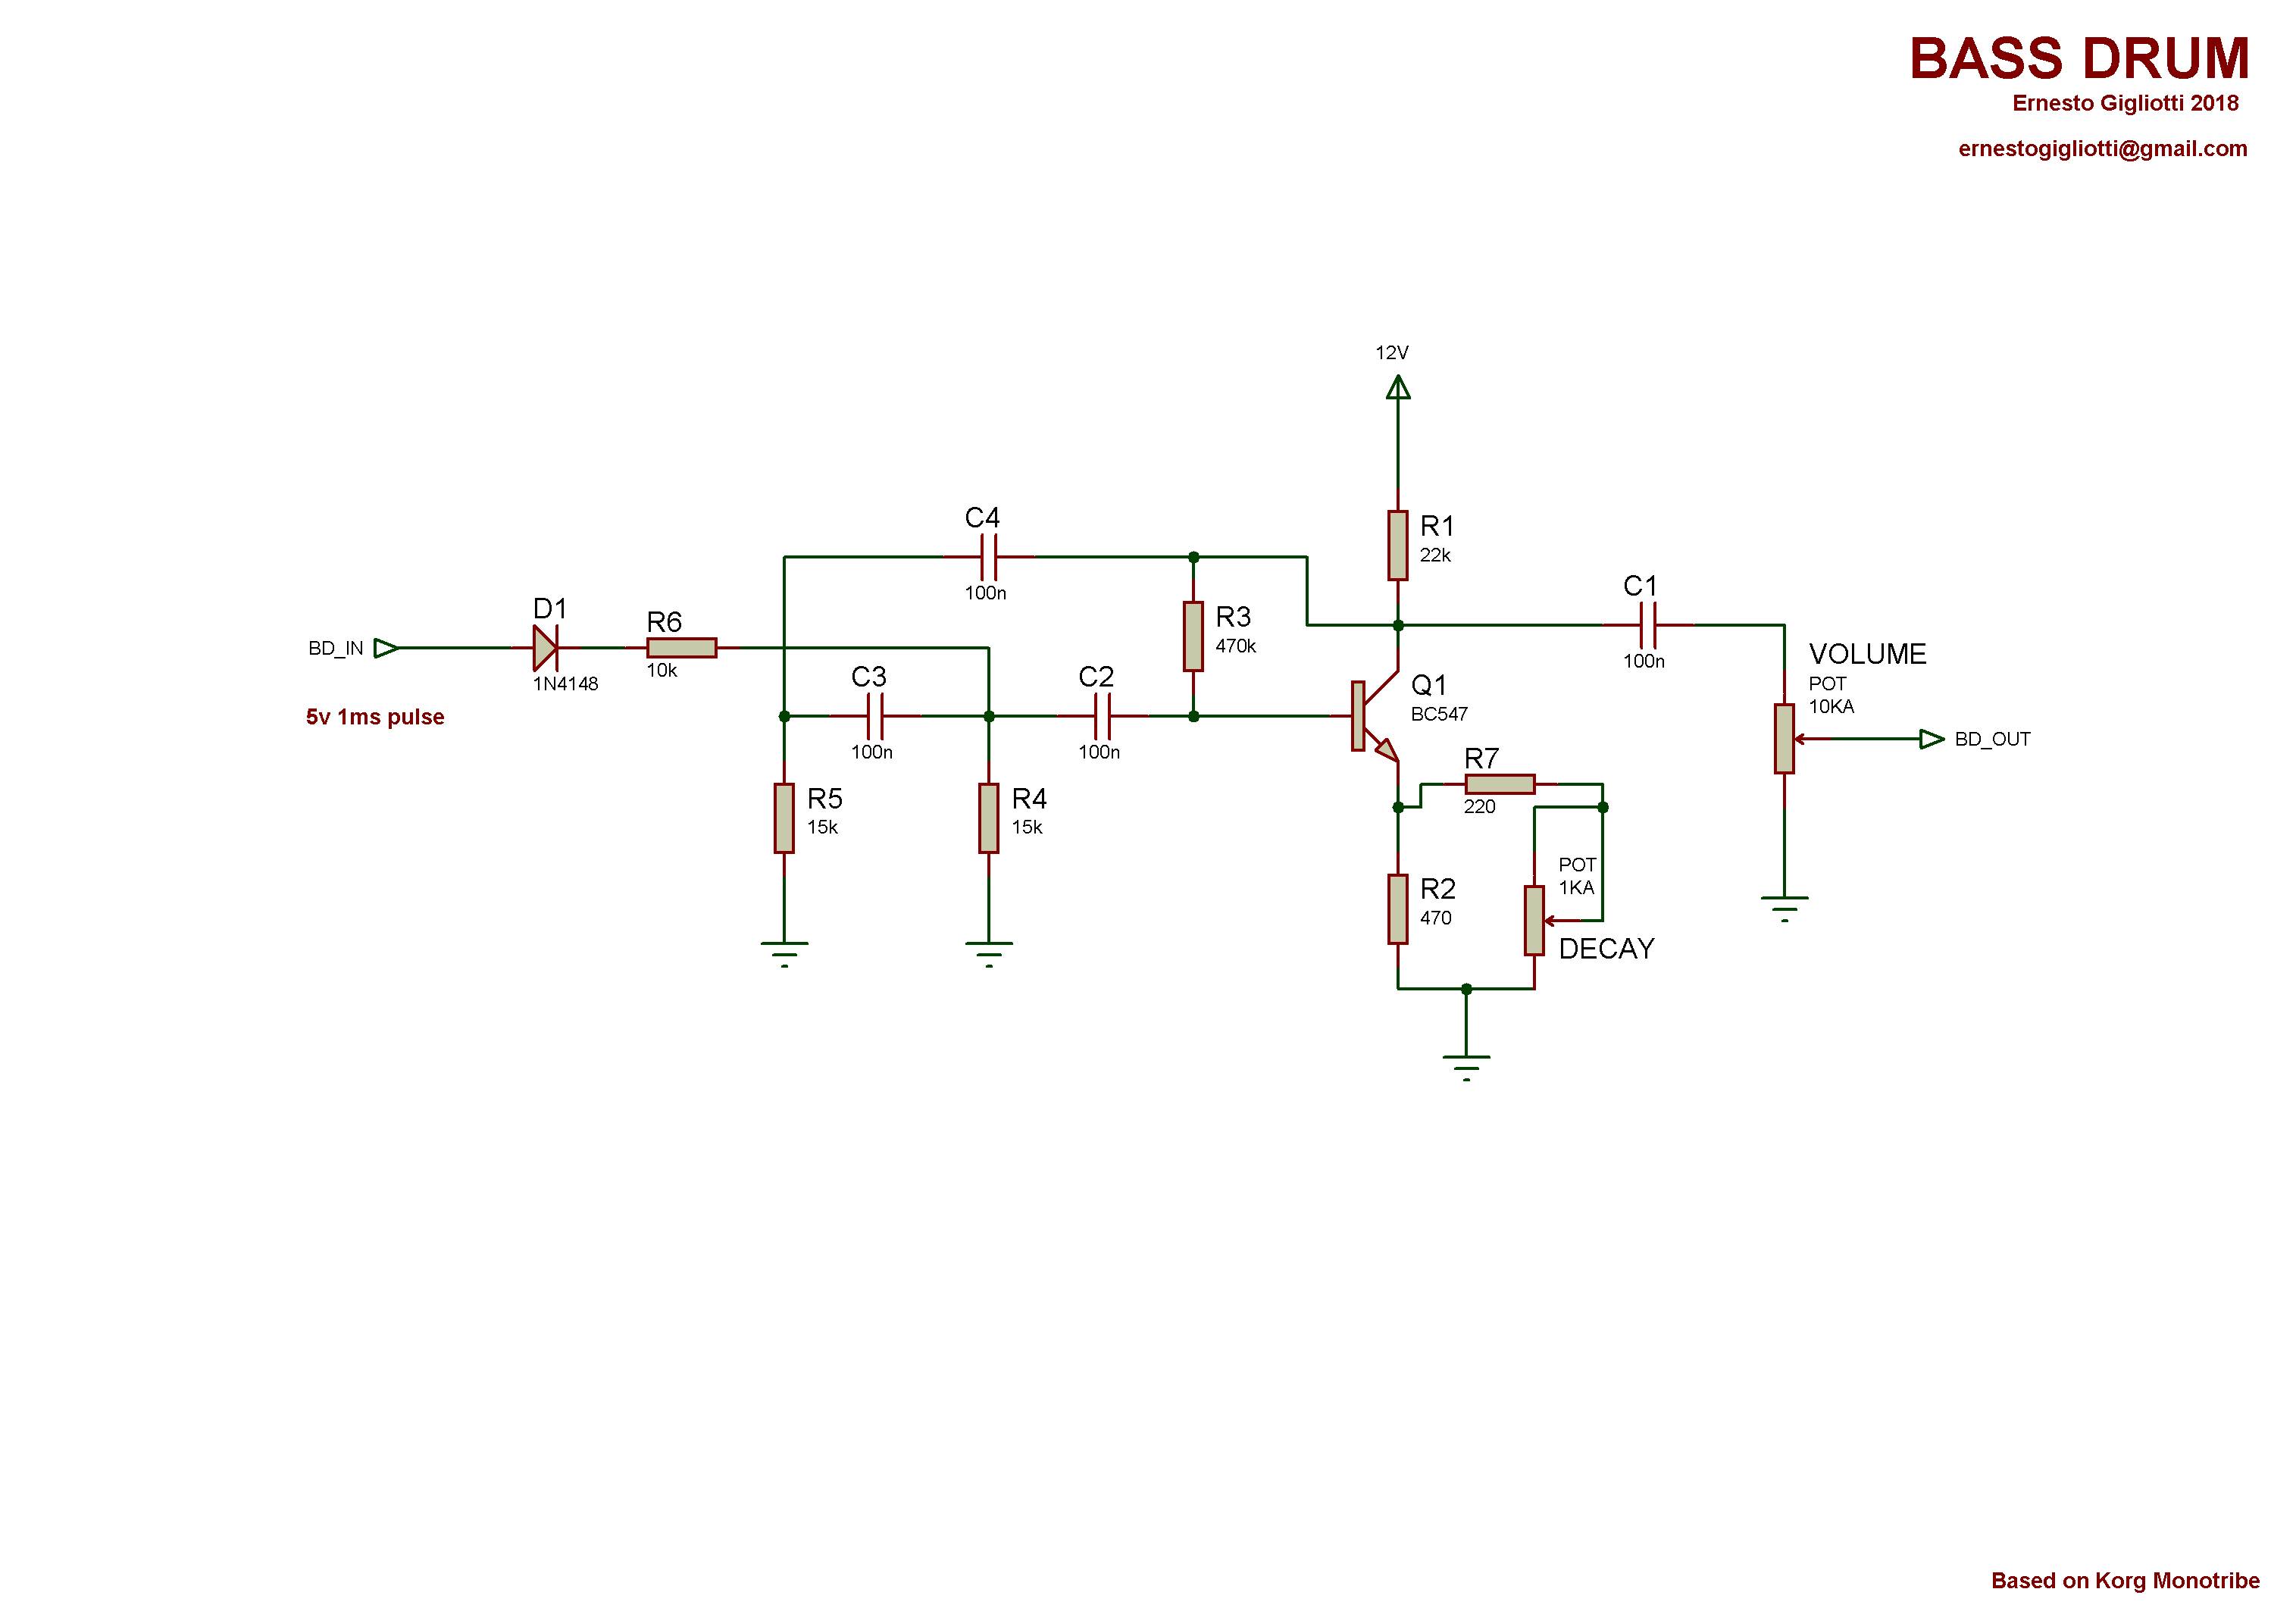 BASS DRUM
Ernesto Gigliotti 2018
ernestogigliotti@gmail.com
12V
R1
22k
C4
100n
C1
100n
D1
1N4148
R6
10k
R3
470k
BD_IN
5v 1ms pulse
C3
100n
C2
100n
Q1
BC547
VOLUME
POT
10KA
BD_OUT
R7
220
R5
15k
R4
15k
R2
470
POT
1KA
DECAY
Based on Korg Monotribe